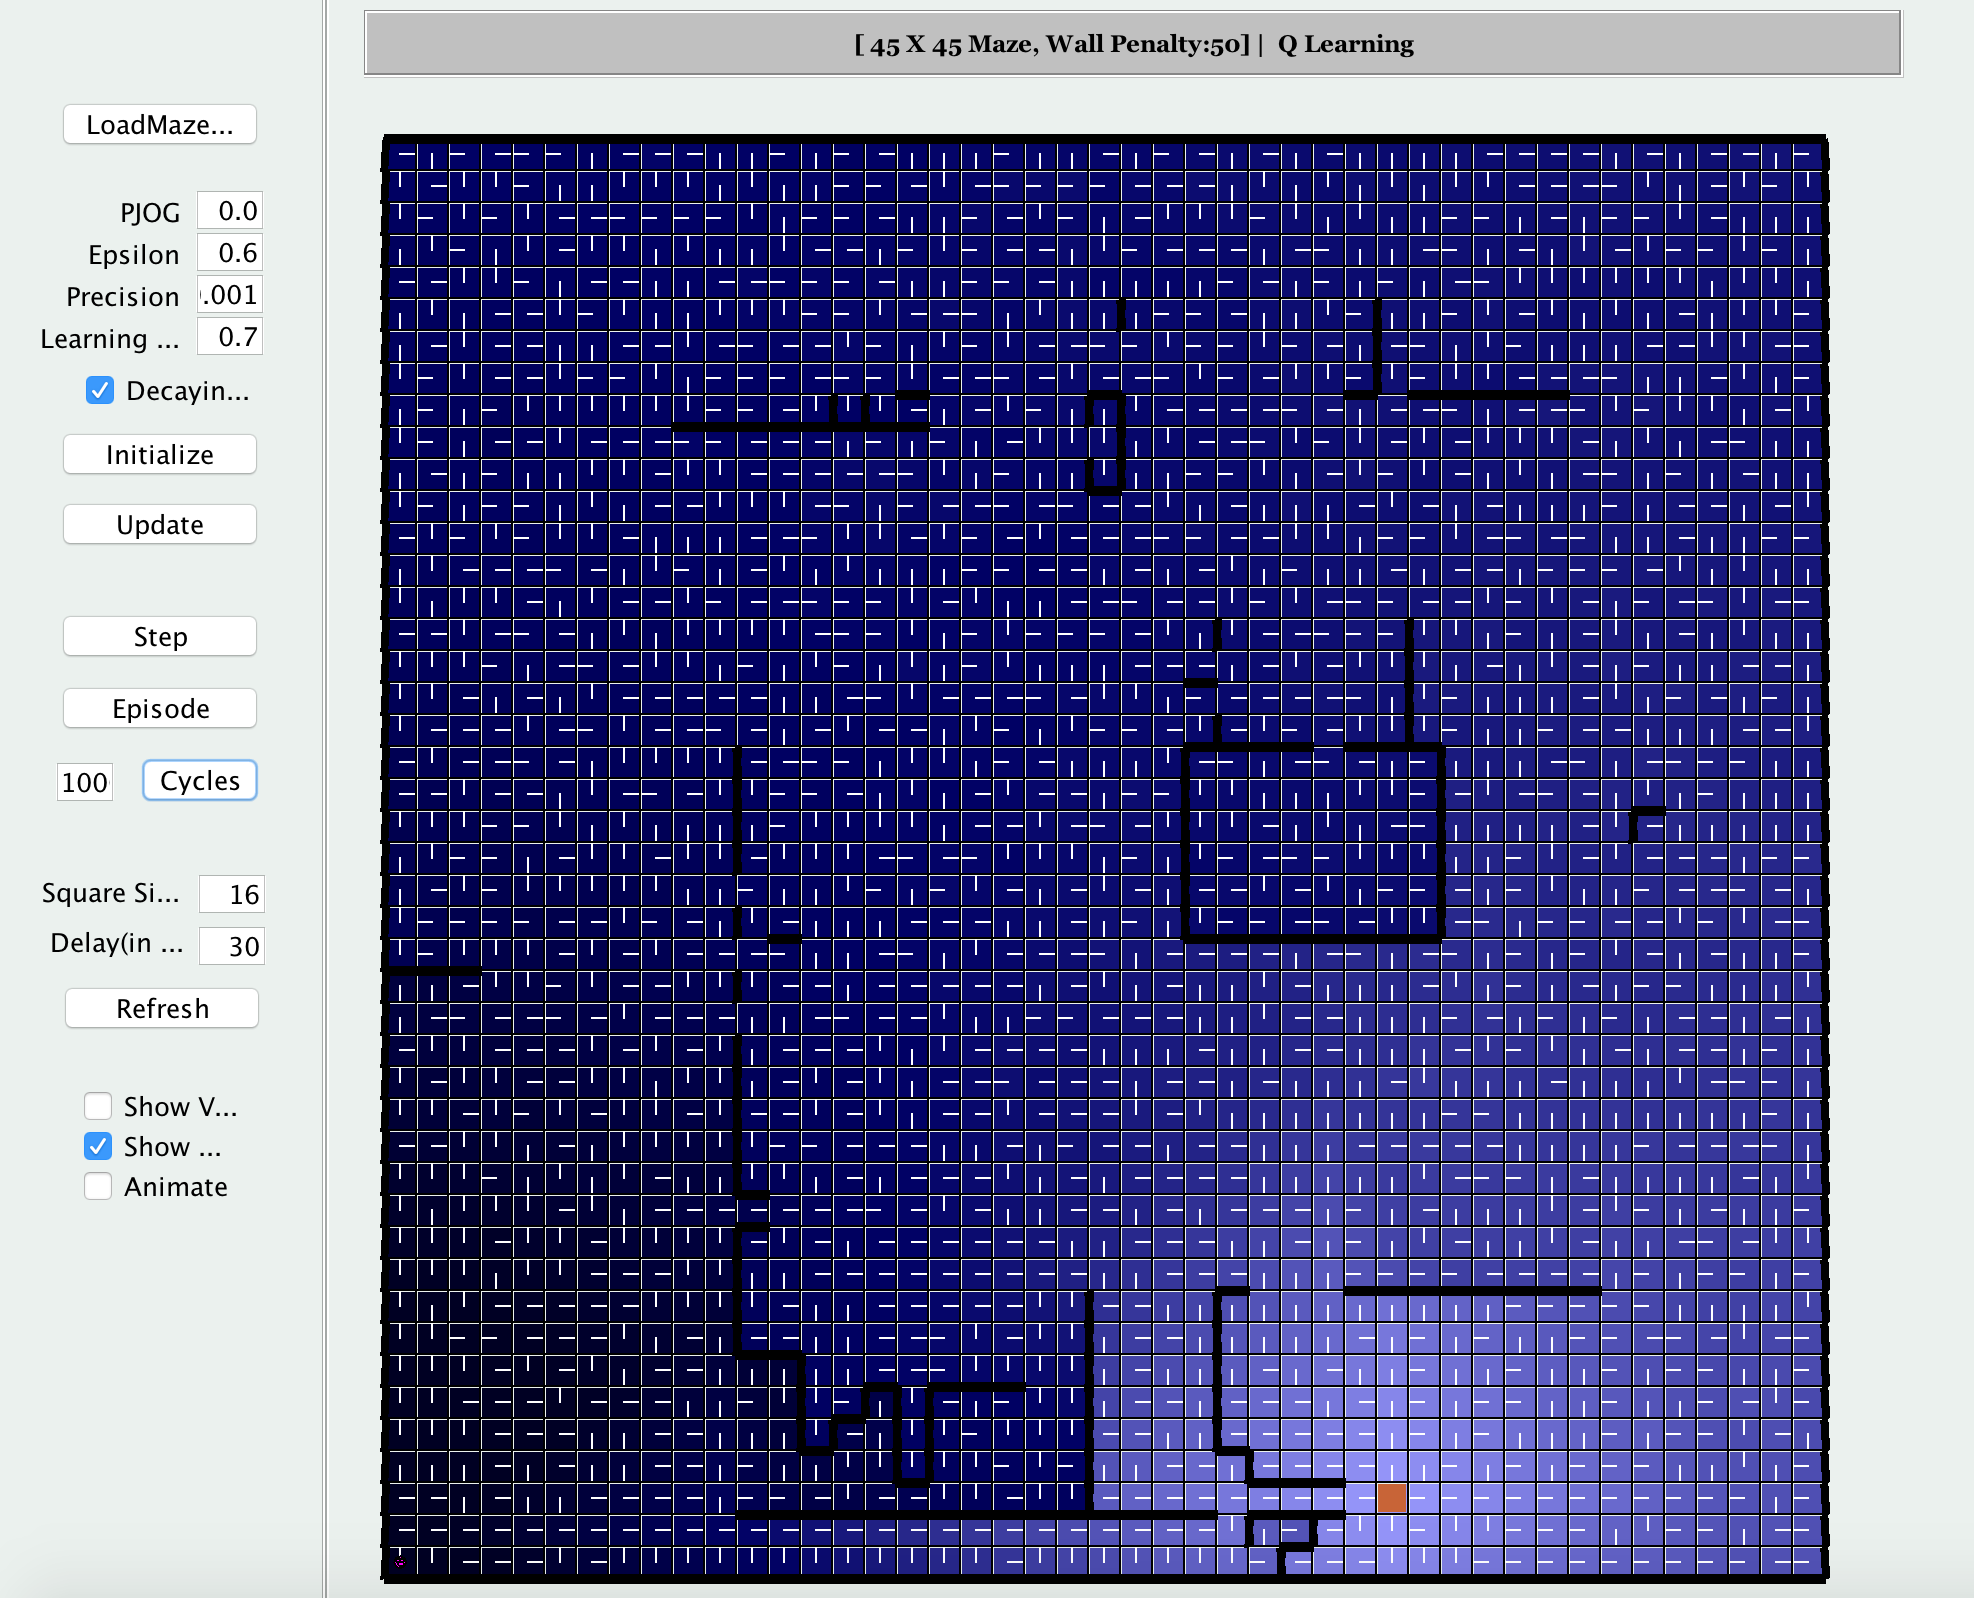 [ 45 X 45 Maze, Wall Penalty:50] | Q Learning
LoadMaze...
PJOG 0.0
Epsilon 0.6
Precision .001
Learning ... 0.7
Decayin...
Initialize
Update
Step
Episode
100 Cycles
Square Si... 16
Delay(in ... 30
Refresh
Show V...
Show ...
Animate